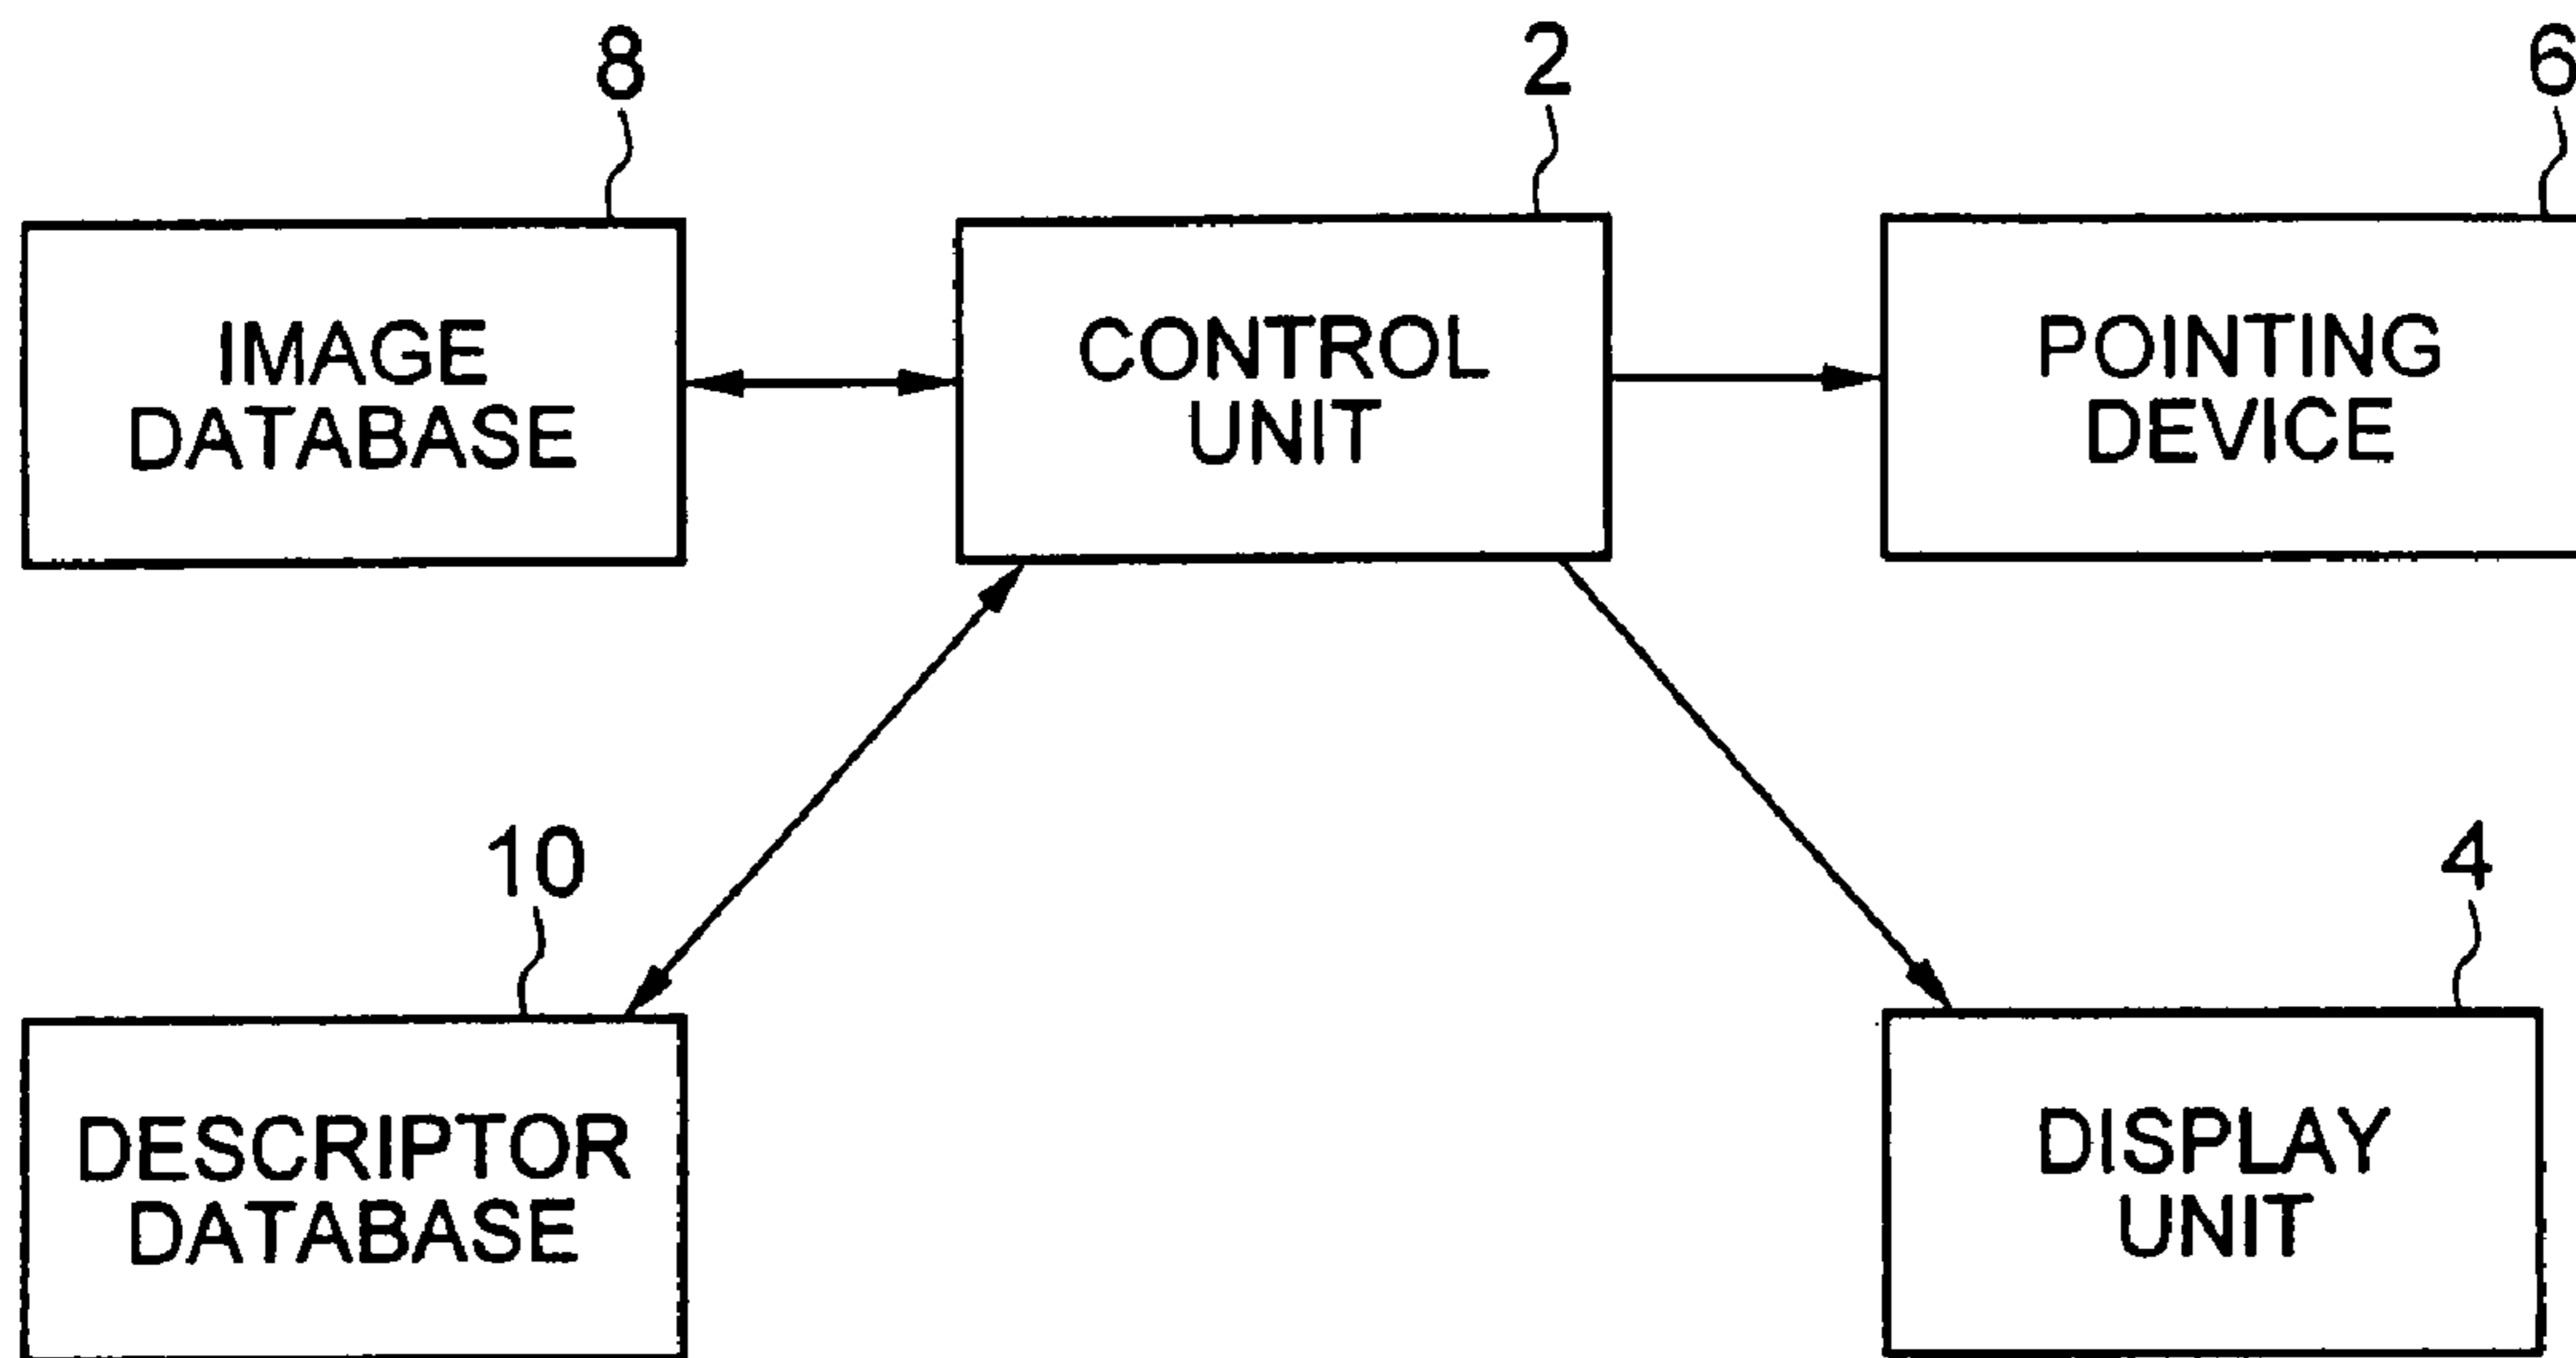 8
2
6
IMAGE
DATABASE
CONTROL
UNIT
POINTING
DEVICE
10
4
DESCRIPTOR
DATABASE
DISPLAY
UNIT